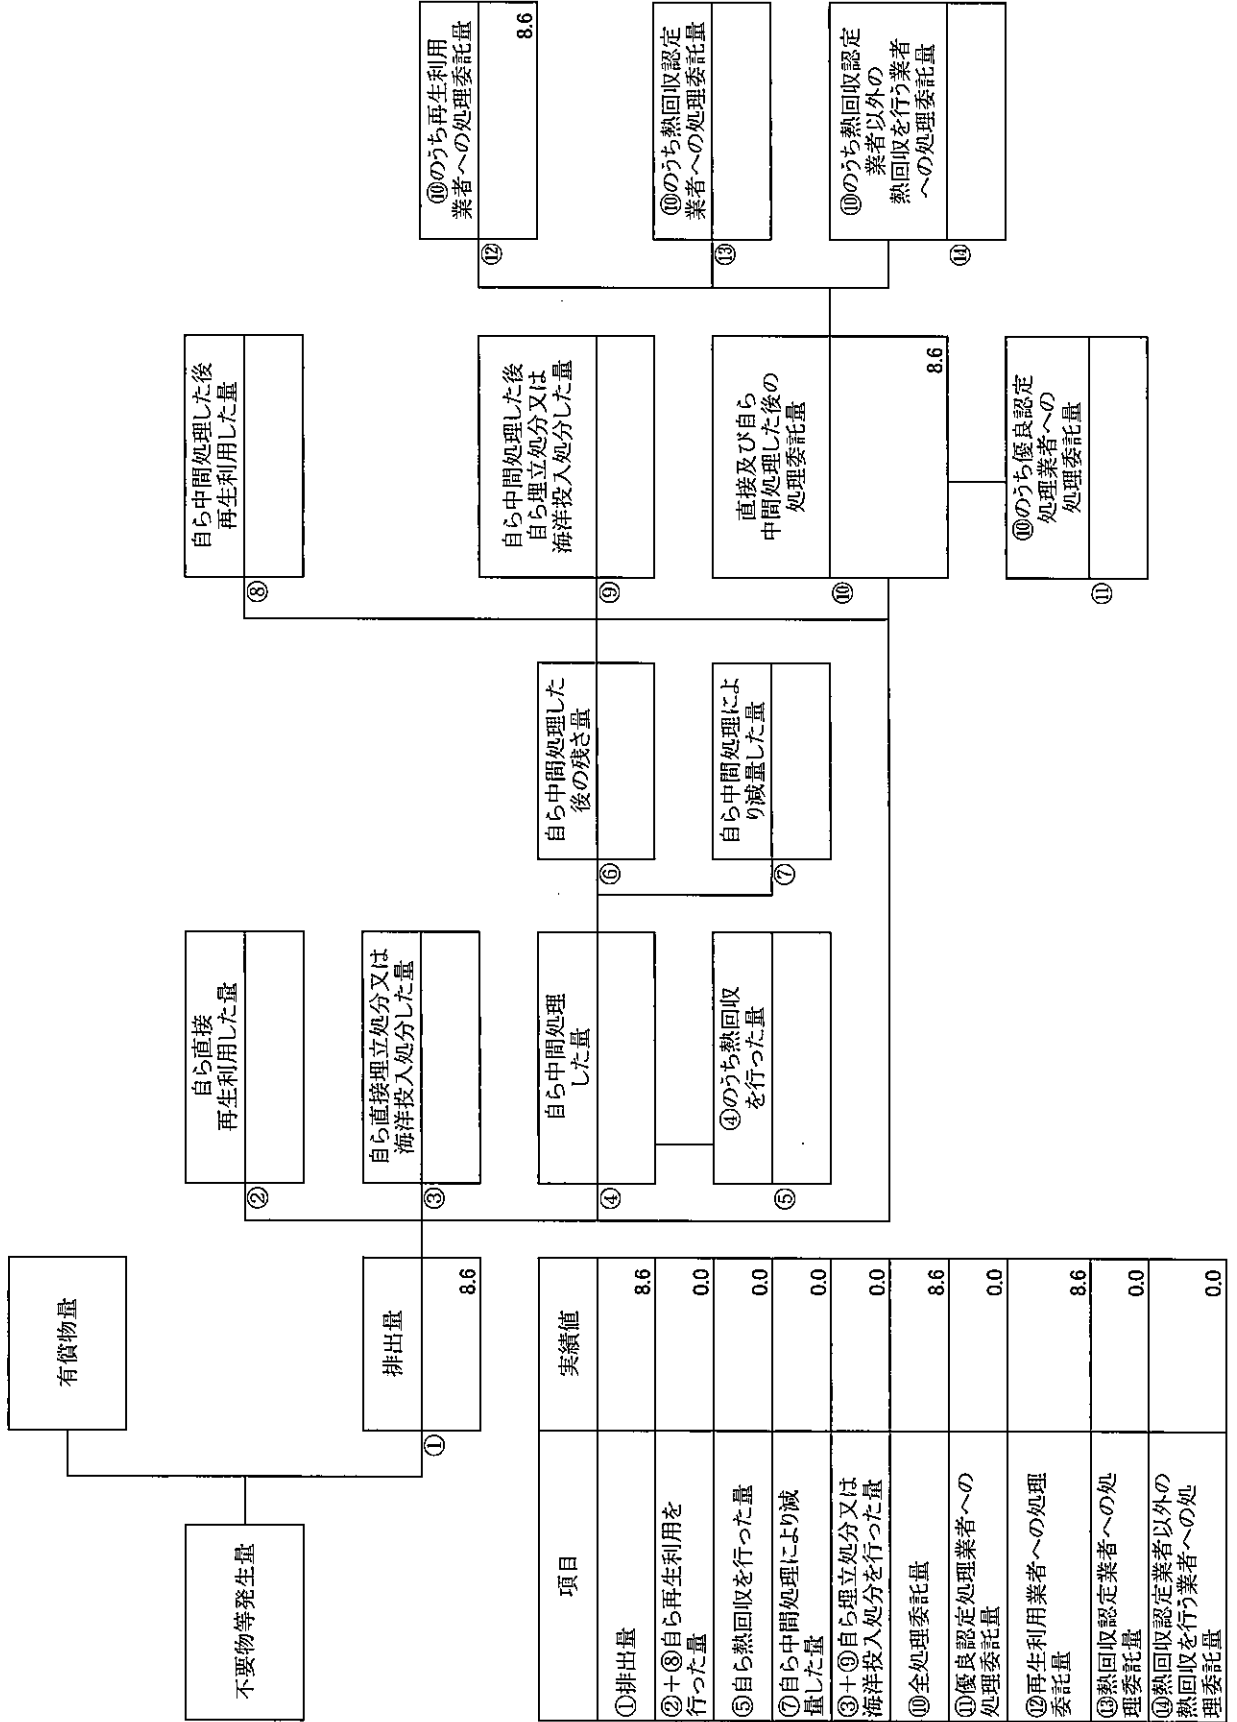 不要物等発生量
有償物量
①
排出量
8.6
②
自ら直接
再生利用した量
③
自ら直接埋立処分又は
海洋投入処分した量
④
自ら中間処理
した量
⑤
④のうち熱回収
を行った量
⑥
自ら中間処理した
後の残さ量
⑦
自ら中間処理によ
り減量した量
⑧
自ら中間処理した後
再生利用した量
⑨
自ら中間処理した後
自ら埋立処分又は
海洋投入処分した量
⑩
直接及び自ら
中間処理した後の
処理委託量
8.6
⑪
⑩のうち優良認定
処理業者への
処理委託量
⑫
⑩のうち再生利用
業者への処理委託量
8.6
⑬
⑩のうち熱回収認定
業者への処理委託量
⑭
⑩のうち熱回収認定
業者以外の
熱回収を行う業者
への処理委託量
項目 実績値
①排出量 8.6
②+⑧自ら再生利用を
行った量 0.0
⑤自ら熱回収を行った量 0.0
⑦自ら中間処理により減
量した量 0.0
③+⑨自ら埋立処分又は
海洋投入処分を行った量 0.0
⑩全処理委託量 8.6
⑪優良認定処理業者への
処理委託量 0.0
⑫再生利用業者への処理
委託量 8.6
⑬熱回収認定業者への処
理委託量 0.0
⑭熱回収認定業者以外の
熱回収を行う業者への処
理委託量 0.0